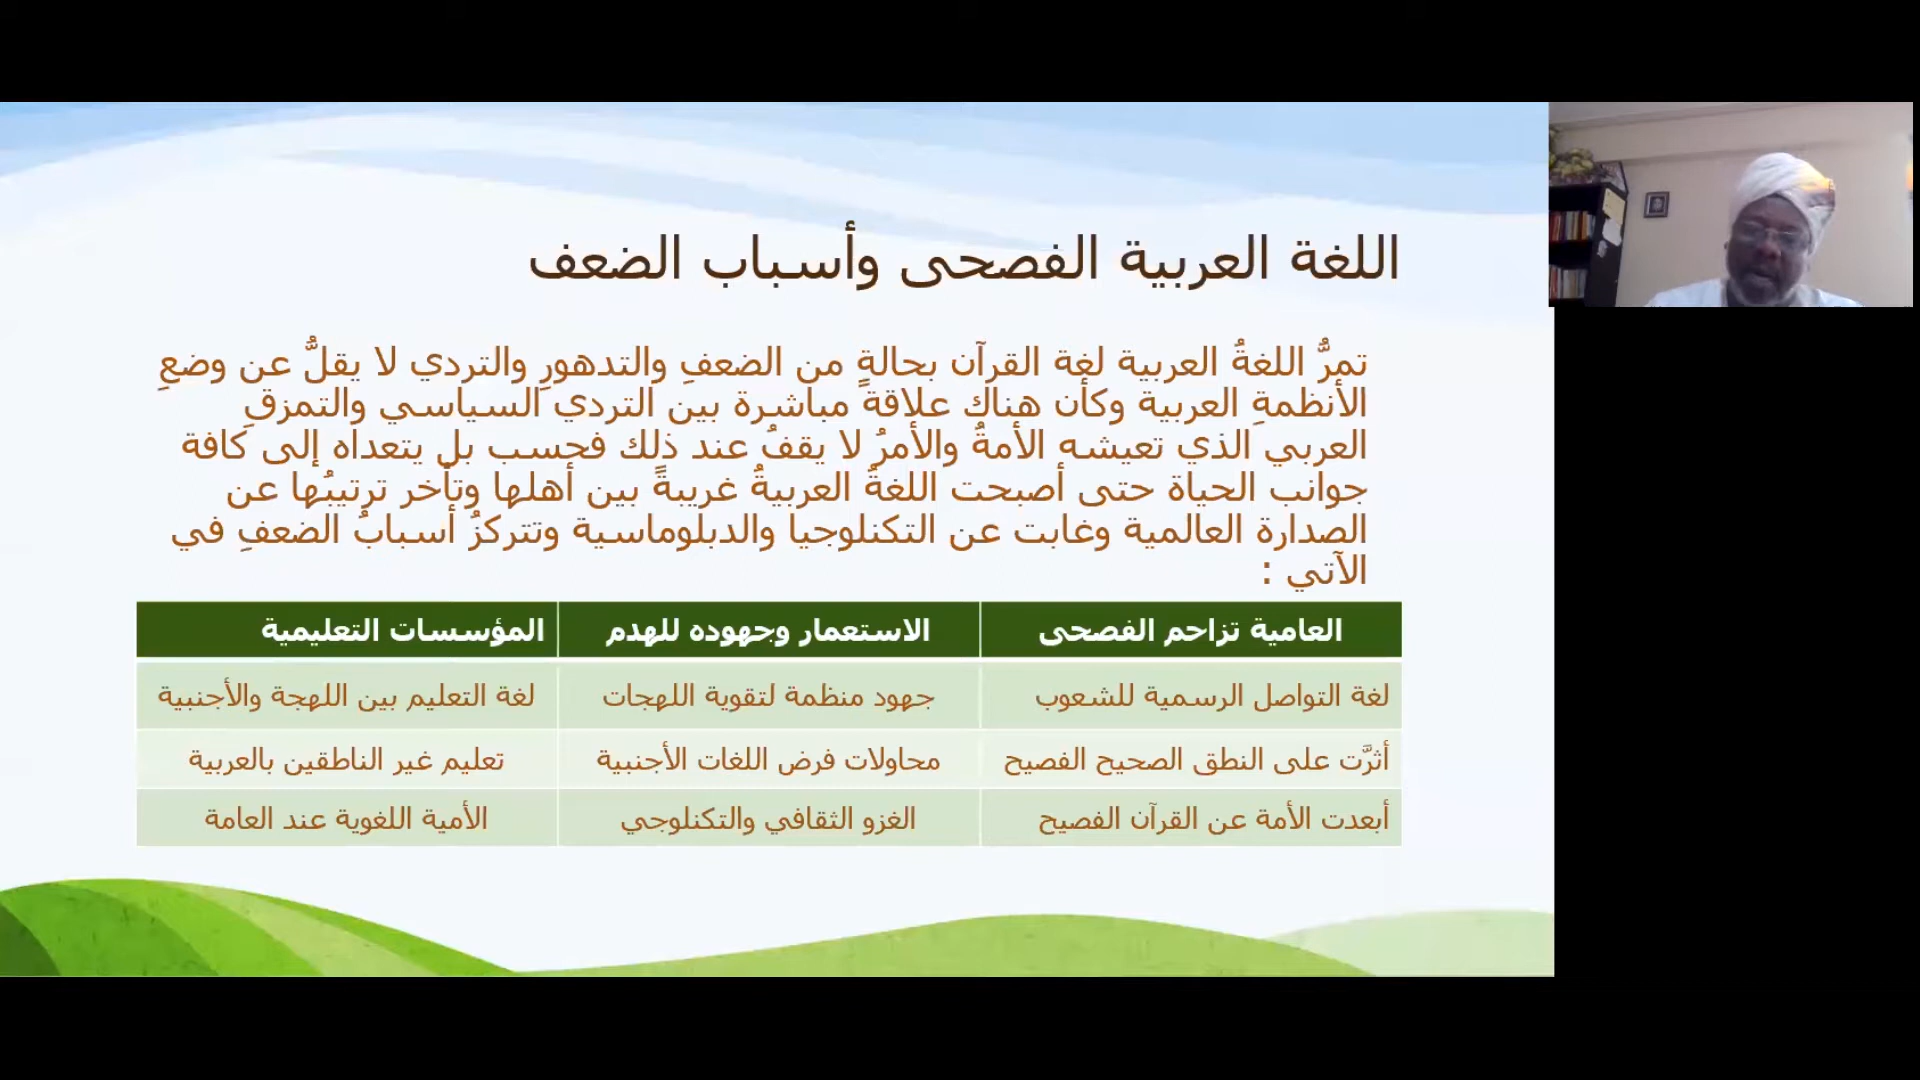 اللغة العربية الفصحى وأسباب الضعف
تمرُّ اللغةُ العربية لغة القرآن بحالةٍ من الضعفِ والتدهورِ والتردي لا يقلُّ عن وضعِ
الأنظمةِ العربية وكأن هناك علاقةً مباشرة بين التردي السياسي والتمزقِ
العربي الذي تعيشه الأمةُ والأمرُ لا يقفُ عند ذلك فحسب بل يتعداه إلى كافة
جوانب الحياة حتى أصبحت اللغةُ العربيةُ غريبةً بين أهلها وتأخر ترتيبُها عن
الصدارة العالمية وغابت عن التكنلوجيا والدبلوماسية وتتركزُ أسبابُ الضعفِ في
الآتي :
العامية تزاحم الفصحى الاستعمار وجهوده للهدم المؤسسات التعليمية
لغة التواصل الرسمية للشعوب جهود منظمة لتقوية اللهجات لغة التعليم بين اللهجة والأجنبية
أثرَّت على النطق الصحيح الفصيح محاولات فرض اللغات الأجنبية تعليم غير الناطقين بالعربية
أبعدت الأمة عن القرآن الفصيح الغزو الثقافي والتكنلوجي الأمية اللغوية عند العامة